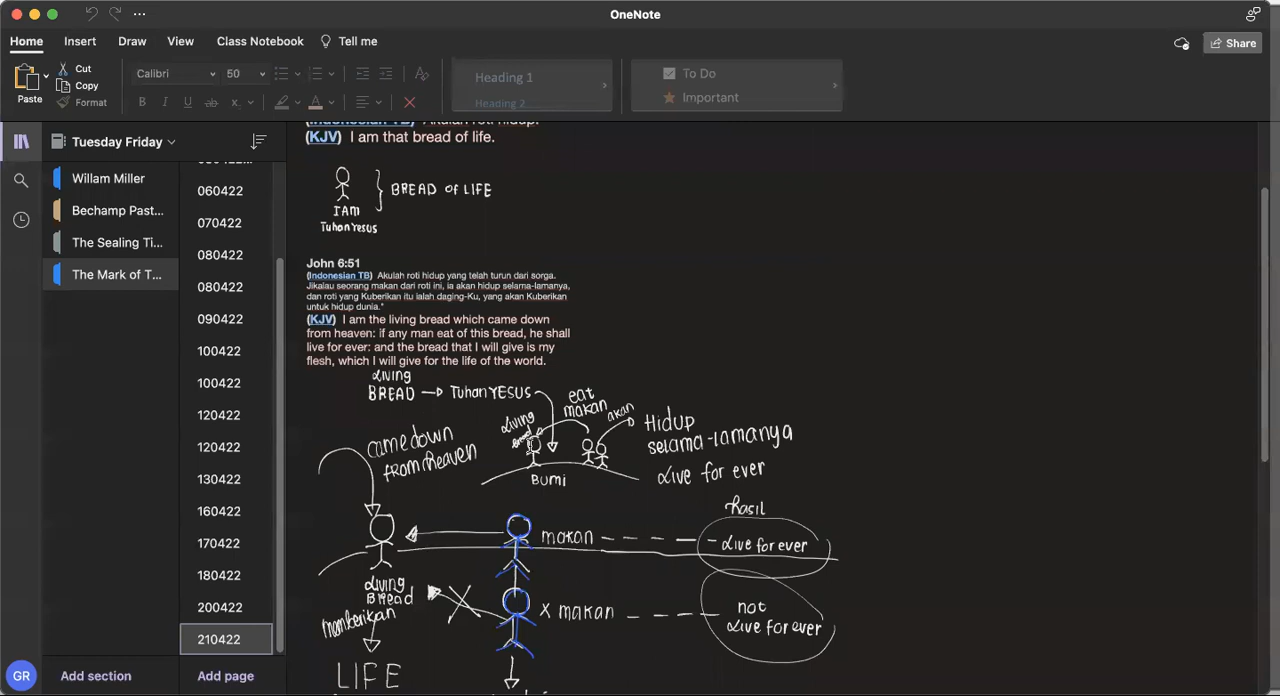 OneNote
Home Insert Draw View Class Notebook Tell me
Share
Paste
Cut
Copy
Format
Calibri 50
B I U ab x
A
Heading 1
Heading 2
To Do
Important
Tuesday Friday
Willam Miller
Bechamp Past...
The Sealing Ti...
The Mark of T...
GR
Add section
060422
070422
080422
080422
090422
100422
100422
120422
120422
130422
160422
170422
180422
200422
210422
Add page
(Indonesian TB) Akulah roti hidup.
(KJV) I am that bread of life.
I AM
Tuhan Yesus
BREAD of LIFE
John 6:51
(Indonesian TB) Akulah roti hidup yang telah turun dari sorga.
Jikalau seorang makan dari roti ini, ia akan hidup selama-lamanya,
dan roti yang Kuberikan itu ialah daging-Ku, yang akan Kuberikan
untuk hidup dunia."
(KJV) I am the living bread which came down
from heaven: if any man eat of this bread, he shall
live for ever: and the bread that I will give is my
flesh, which I will give for the life of the world.
Living
BREAD → Tuhan YESUS
eat
makan
Living
akan
Hidup
selama-lamanya
Live for ever
Bumi
came down
from heaven
hasil
makan
Live for ever
Living
Bread
X makan
not
Live for ever
memberikan
LIFE